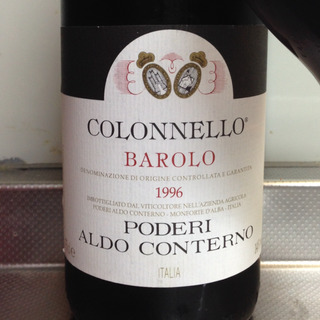 COLONNELLO®
BAROLO
DENOMINAZIONE DI ORIGINE CONTROLLATA E GARANTITA
1996
IMBOTTIGLIATO DAL VITICOLTORE NELL'AZIENDA AGRICOLA
PODERI ALDO CONTERNO - MONFORTE D'ALBA - ITALIA
PODERI
ALDO CONTERNO
ITALIA